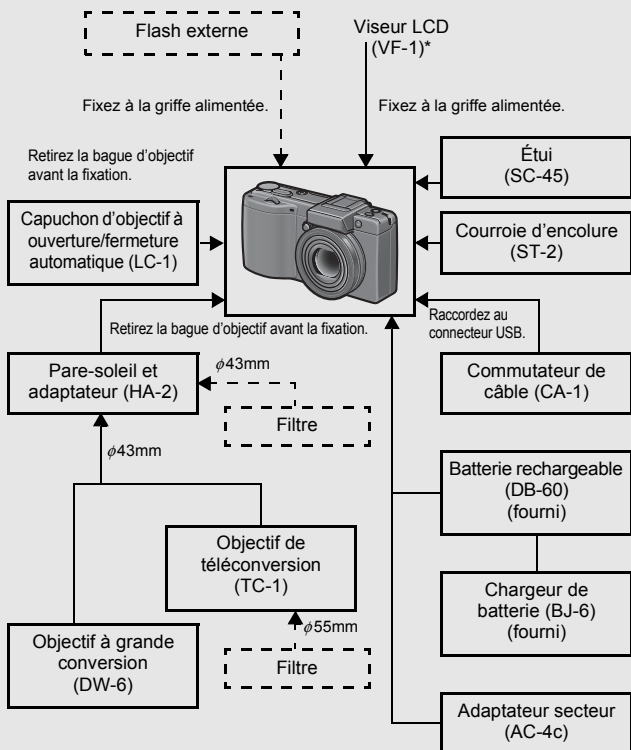 Flash externe
Viseur LCD
(VF-1)*
Fixez à la griffe alimentée.
Fixez à la griffe alimentée.
Retirez la bague d'objectif
avant la fixation.
Étui
(SC-45)
Capuchon d'objectif à
ouverture/fermeture
automatique (LC-1)
Courroie d'encolure
(ST-2)
Retirez la bague d'objectif avant la fixation.
Raccordez au
connecteur USB.
Pare-soleil et
adaptateur (HA-2)
ϕ43mm
Filtre
Commutateur de
câble (CA-1)
ϕ43mm
Batterie rechargeable
(DB-60)
(fourni)
Objectif de
téléconversion
(TC-1)
Chargeur de
batterie (BJ-6)
(fourni)
ϕ55mm
Objectif à grande
conversion
(DW-6)
Filtre
Adaptateur secteur
(AC-4c)